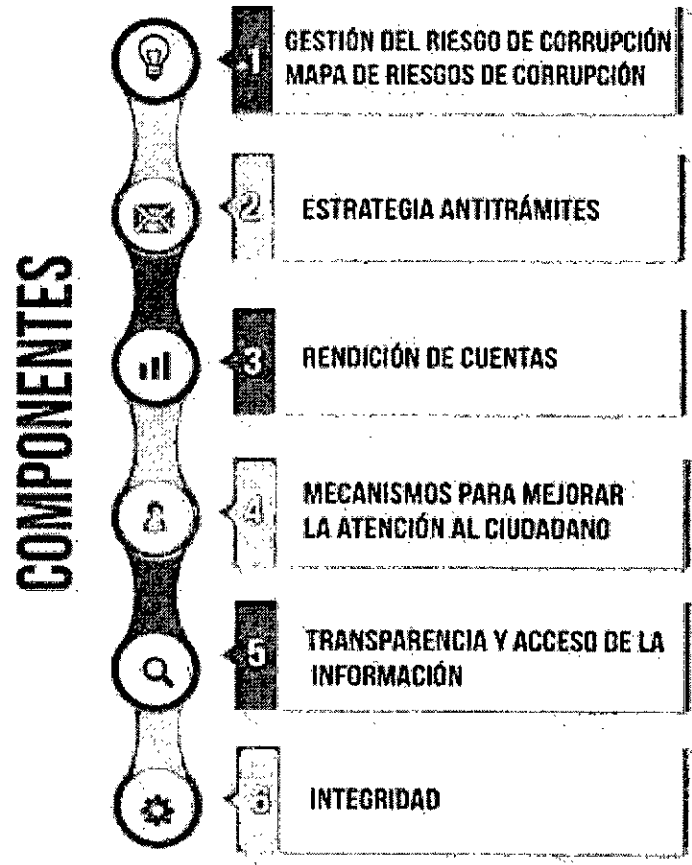 COMPONENTES
1
GESTIÓN DEL RIESGO DE CORRUPCIÓN
MAPA DE RIESGOS DE CORRUPCIÓN
2
ESTRATEGIA ANTITRÁMITES
3
RENDICIÓN DE CUENTAS
4
MECANISMOS PARA MEJORAR
LA ATENCIÓN AL CIUDADANO
5
TRANSPARENCIA Y ACCESO DE LA
INFORMACIÓN
6
INTEGRIDAD